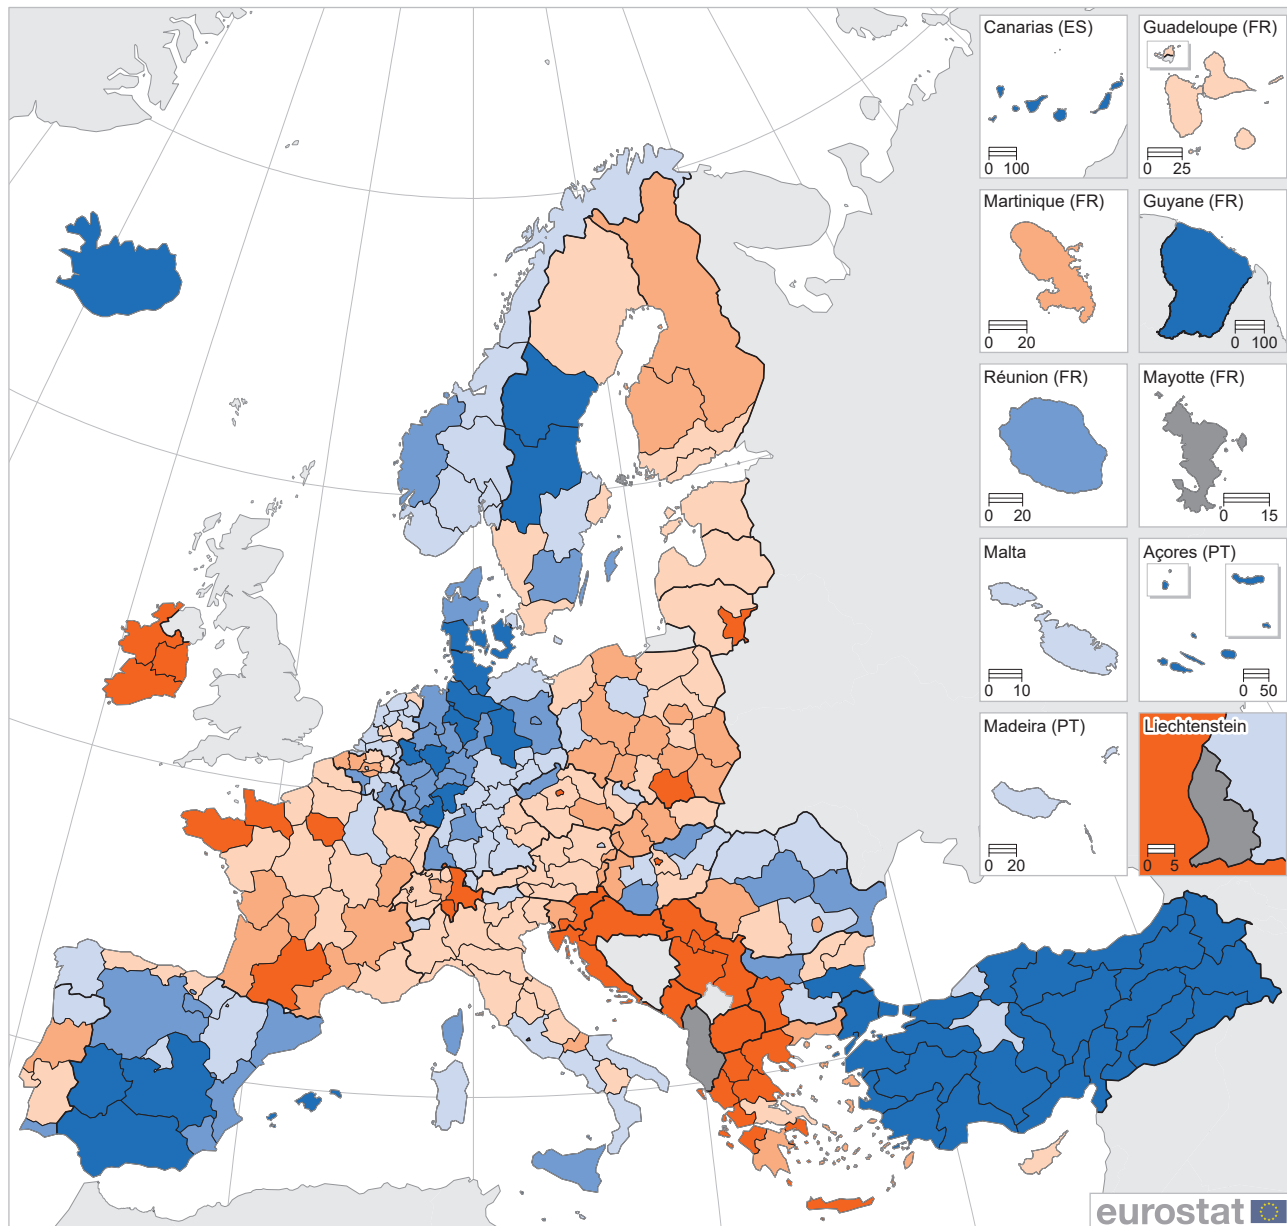 Canarias (ES)
0 100
Guadeloupe (FR)
0 25
Martinique (FR)
0 20
Guyane (FR)
0 100
Réunion (FR)
0 20
Mayotte (FR)
0 15
Malta
0 10
Açores (PT)
0 50
Madeira (PT)
0 20
Liechtenstein
0 5
eurostat